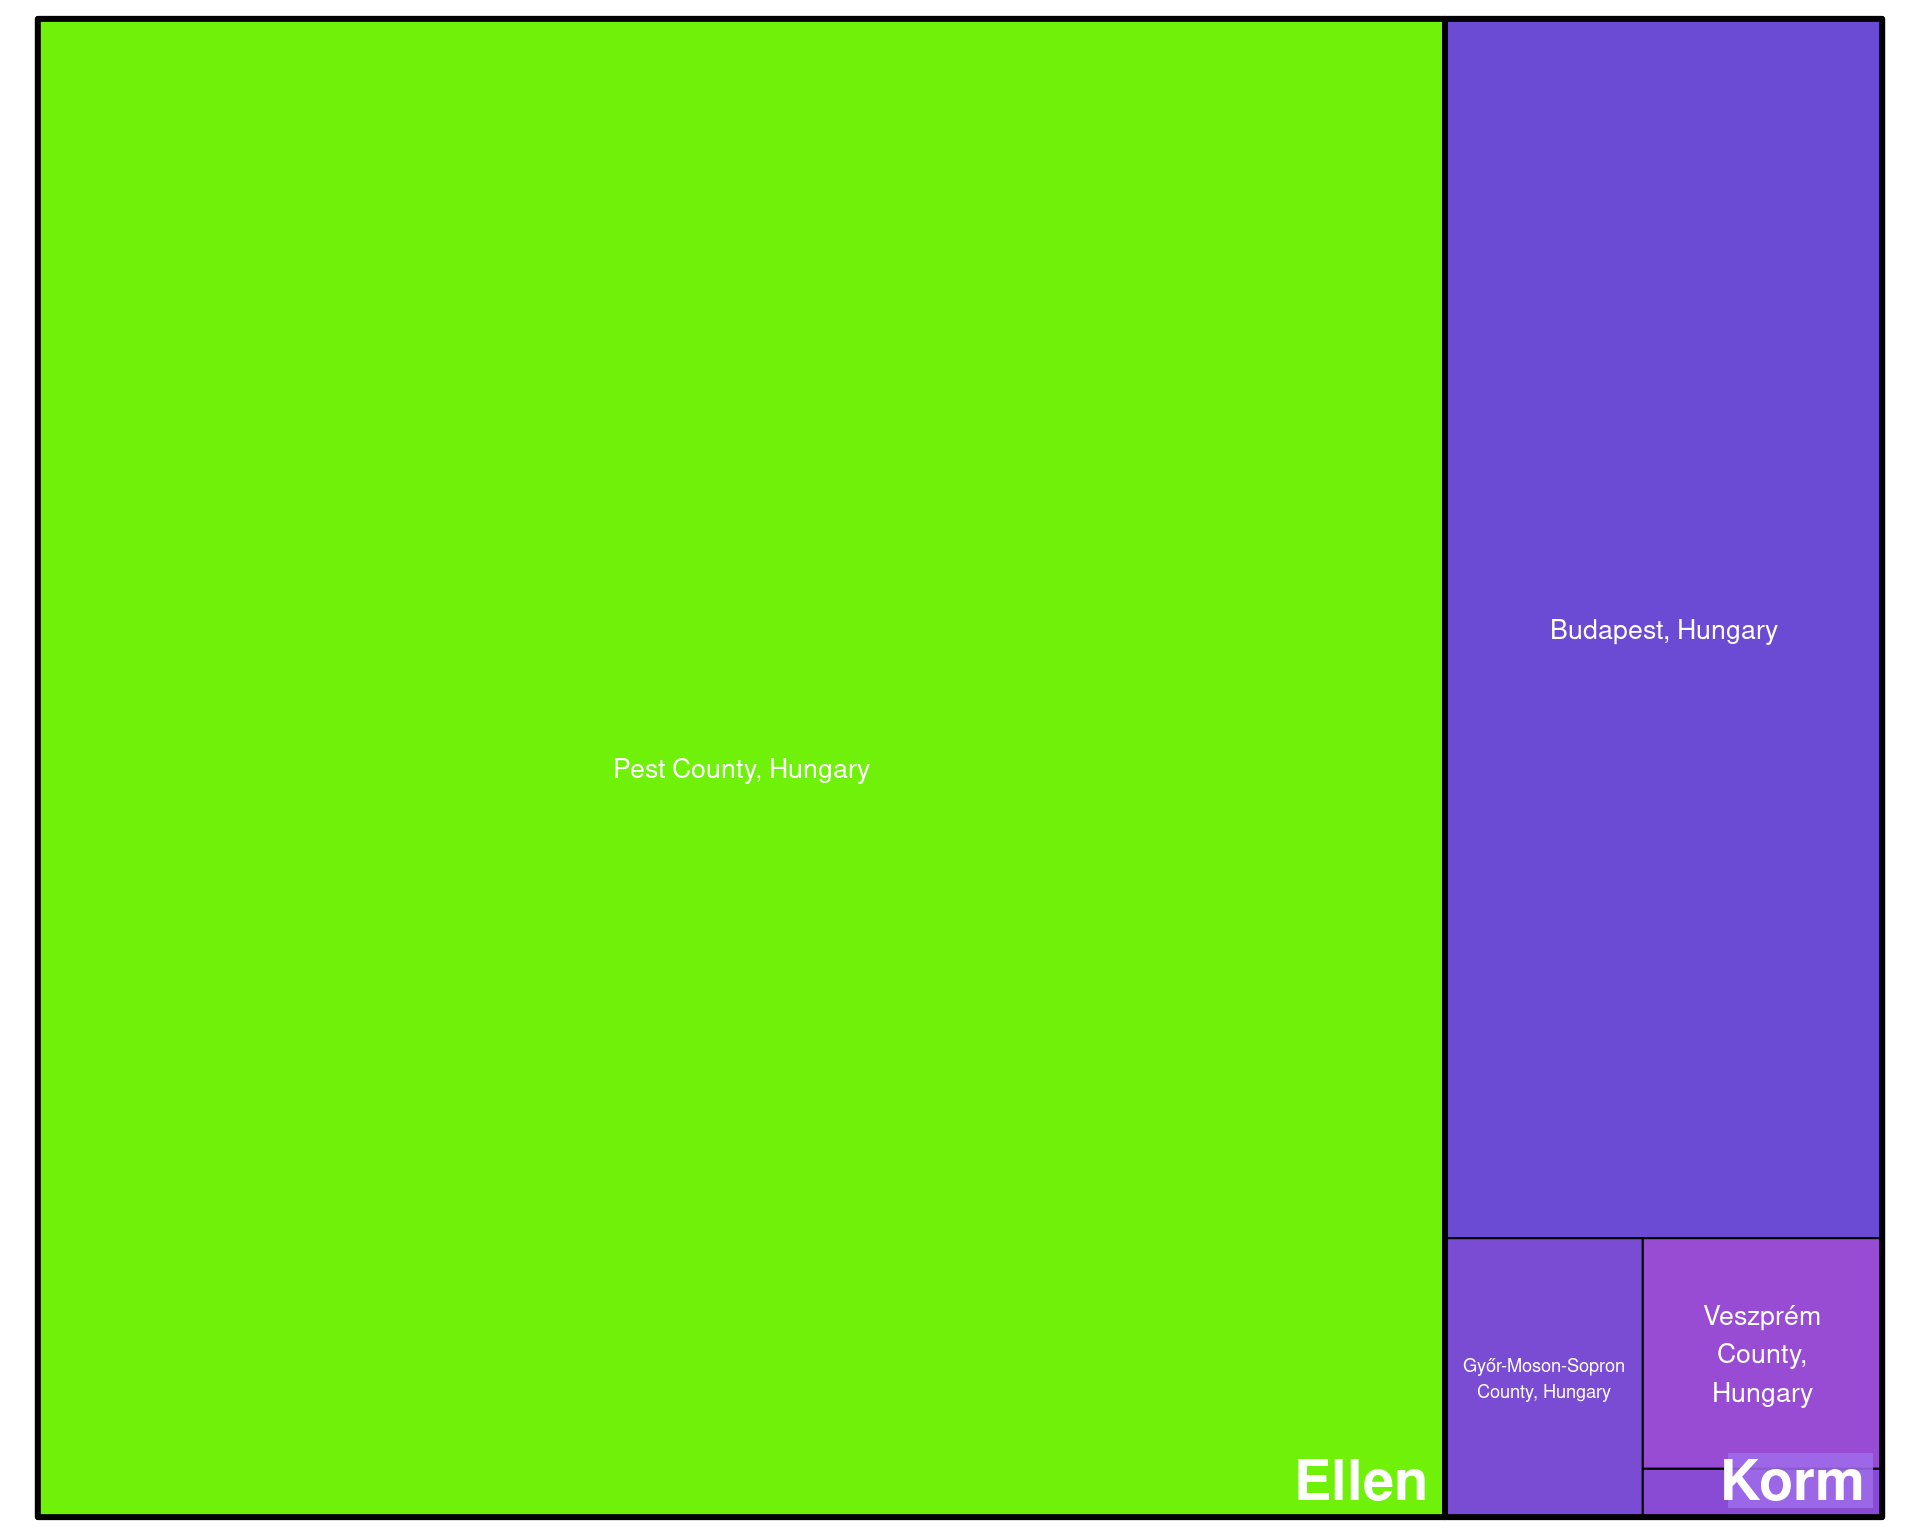 Budapest, Hungary
Pest County, Hungary
Veszprém
County,
Hungary
Győr-Moson-Sopron
County, Hungary
Ellen
Korm